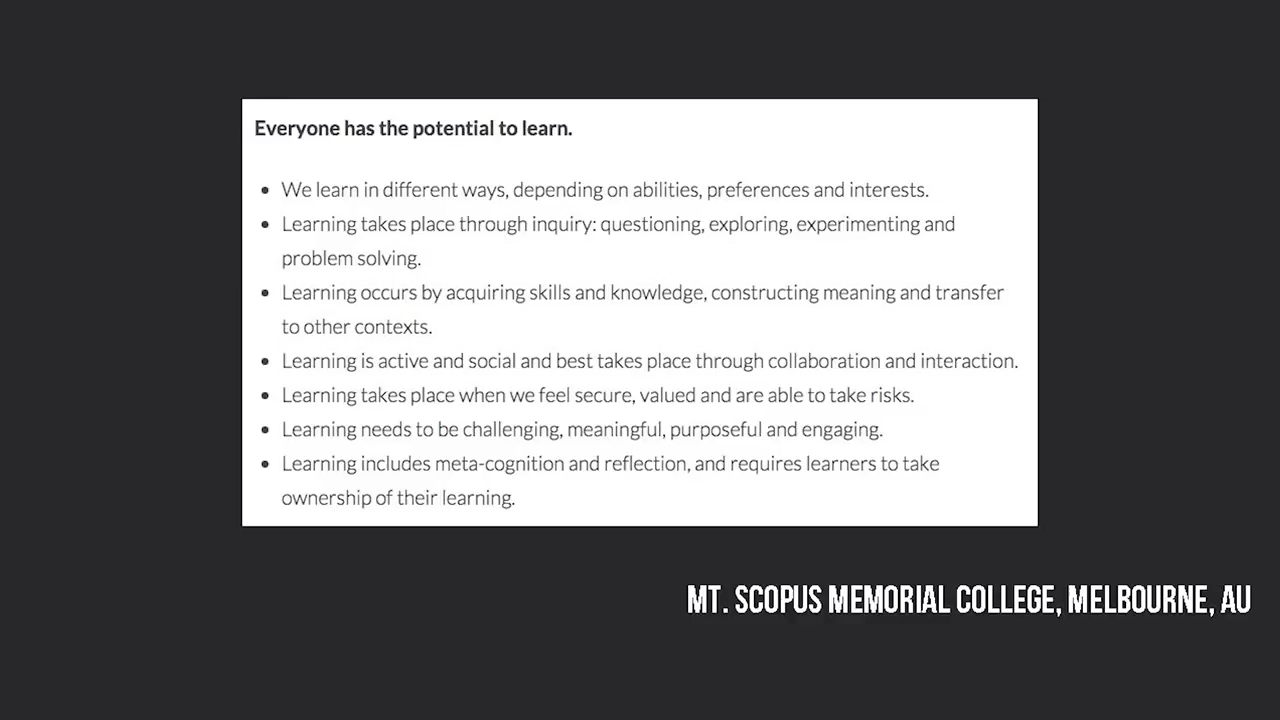 Everyone has the potential to learn.
• We learn in different ways, depending on abilities, preferences and interests.
• Learning takes place through inquiry: questioning, exploring, experimenting and
problem solving.
• Learning occurs by acquiring skills and knowledge, constructing meaning and transfer
to other contexts.
• Learning is active and social and best takes place through collaboration and interaction.
• Learning takes place when we feel secure, valued and are able to take risks.
• Learning needs to be challenging, meaningful, purposeful and engaging.
• Learning includes meta-cognition and reflection, and requires learners to take
ownership of their learning.
MT. SCOPUS MEMORIAL COLLEGE, MELBOURNE, AU